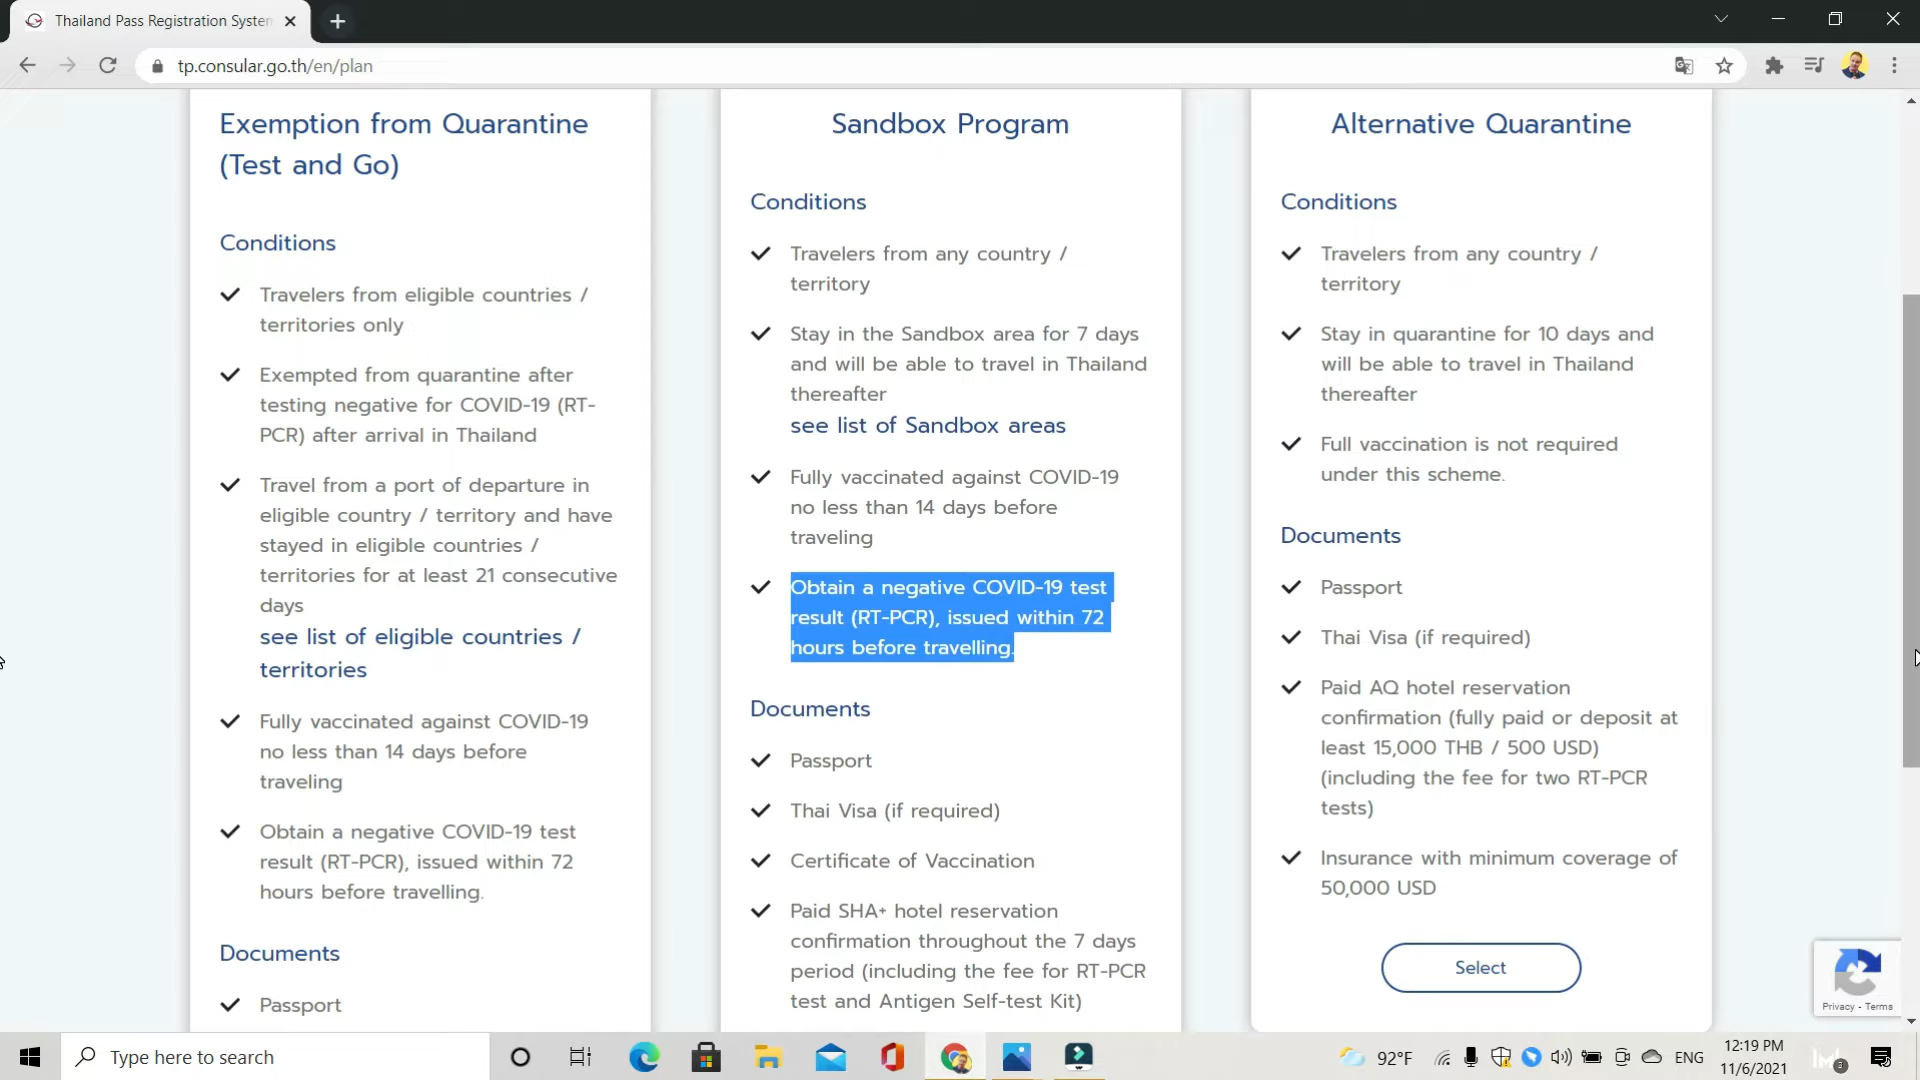 Thailand Pass Registration System
tp.consular.go.th/en/plan
Exemption from Quarantine
(Test and Go)
Conditions
Travelers from eligible countries /
territories only
Exempted from quarantine after
testing negative for COVID-19 (RT-
PCR) after arrival in Thailand
Travel from a port of departure in
eligible country / territory and have
stayed in eligible countries /
territories for at least 21 consecutive
days
see list of eligible countries /
territories
Fully vaccinated against COVID-19
no less than 14 days before
traveling
Obtain a negative COVID-19 test
result (RT-PCR), issued within 72
hours before travelling.
Documents
Passport
Sandbox Program
Conditions
Travelers from any country /
territory
Stay in the Sandbox area for 7 days
and will be able to travel in Thailand
thereafter
see list of Sandbox areas
Fully vaccinated against COVID-19
no less than 14 days before
traveling
Obtain a negative COVID-19 test
result (RT-PCR), issued within 72
hours before travelling.
Documents
Passport
Thai Visa (if required)
Certificate of Vaccination
Paid SHA+ hotel reservation
confirmation throughout the 7 days
period (including the fee for RT-PCR
test and Antigen Self-test Kit)
Alternative Quarantine
Conditions
Travelers from any country /
territory
Stay in quarantine for 10 days and
will be able to travel in Thailand
thereafter
Full vaccination is not required
under this scheme.
Documents
Passport
Thai Visa (if required)
Paid AQ hotel reservation
confirmation (fully paid or deposit at
least 15,000 THB / 500 USD)
(including the fee for two RT-PCR
tests)
Insurance with minimum coverage of
50,000 USD
Select
Privacy - Terms
Type here to search
92°F
ENG
12:19 PM
11/6/2021